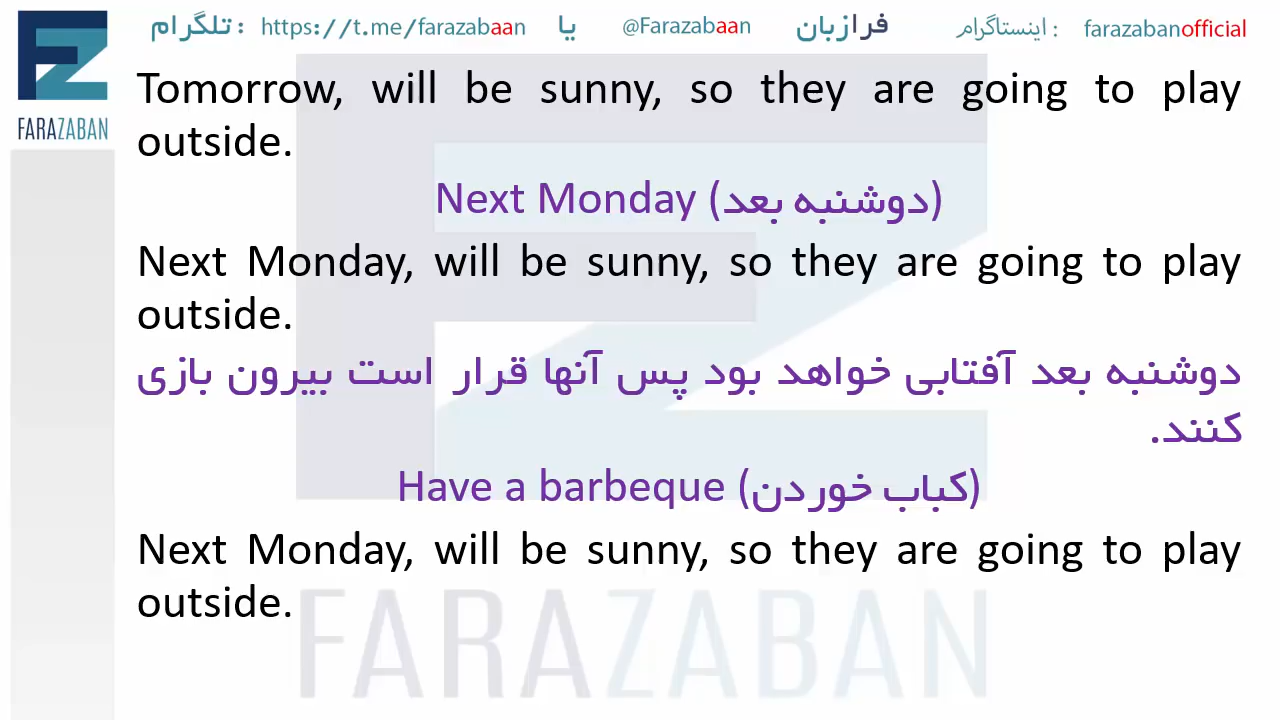 تلگرام : https://t.me/farazabaan یا @Farazabaan فرازبان اینستاگرام : farazabanofficial
FZ
FARAZABAN
Tomorrow, will be sunny, so they are going to play
outside.
Next Monday (دوشنبه بعد)
Next Monday, will be sunny, so they are going to play
outside.
دوشنبه بعد آفتابی خواهد بود پس آنها قرار است بیرون بازی
کنند.
Have a barbeque (کباب خوردن)
Next Monday, will be sunny, so they are going to play
outside.
FARAZABAN